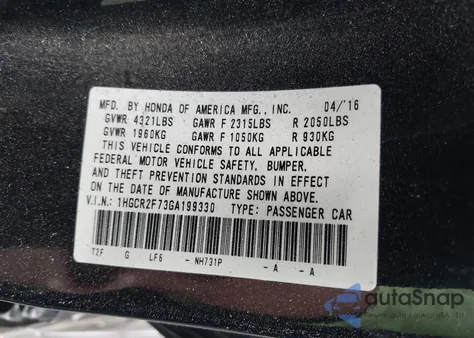 MFD. BY HONDA OF AMERICA MFG., INC. 04/'16
GVWR 4321LBS GAWR F 2315LBS R 2050LBS
GVWR 1960KG GAWR F 1050KG R 930KG
THIS VEHICLE CONFORMS TO ALL APPLICABLE
FEDERAL MOTOR VEHICLE SAFETY, BUMPER,
AND THEFT PREVENTION STANDARDS IN EFFECT
ON THE DATE OF MANUFACTURE SHOWN ABOVE.
V.I.N.: 1HGCR2F73GA199330 TYPE: PASSENGER CAR
T2F G LF6 - NH731P - A - A
autoSnap